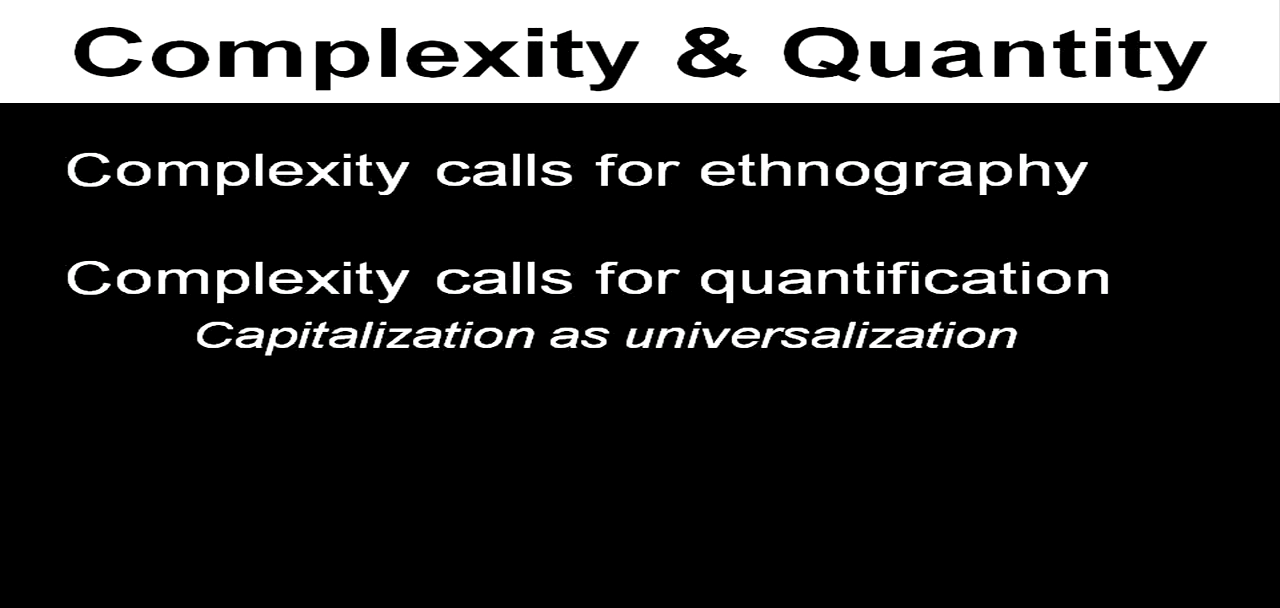 Complexity & Quantity
Complexity calls for ethnography
Complexity calls for quantification
Capitalization as universalization